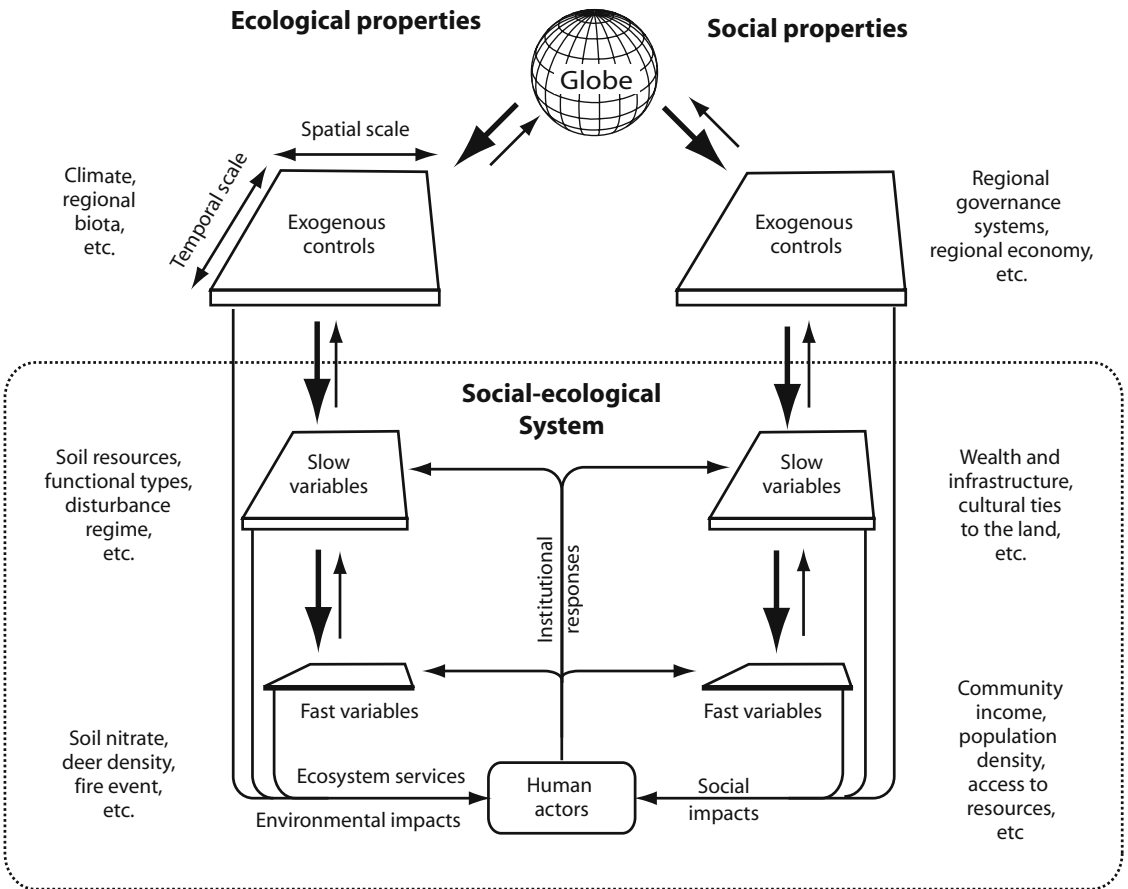 Ecological properties
Globe
Social properties
Spatial scale
Temporal scale
Climate,
regional
biota,
etc.
Exogenous
controls
Exogenous
controls
Regional
governance
systems,
regional economy,
etc.
Social-ecological
System
Soil resources,
functional types,
disturbance
regime,
etc.
Slow
variables
Slow
variables
Wealth and
infrastructure,
cultural ties
to the land,
etc.
Institutional
responses
Fast variables
Fast variables
Soil nitrate,
deer density,
fire event,
etc.
Ecosystem services
Environmental impacts
Human
actors
Social
impacts
Community
income,
population
density,
access to
resources,
etc